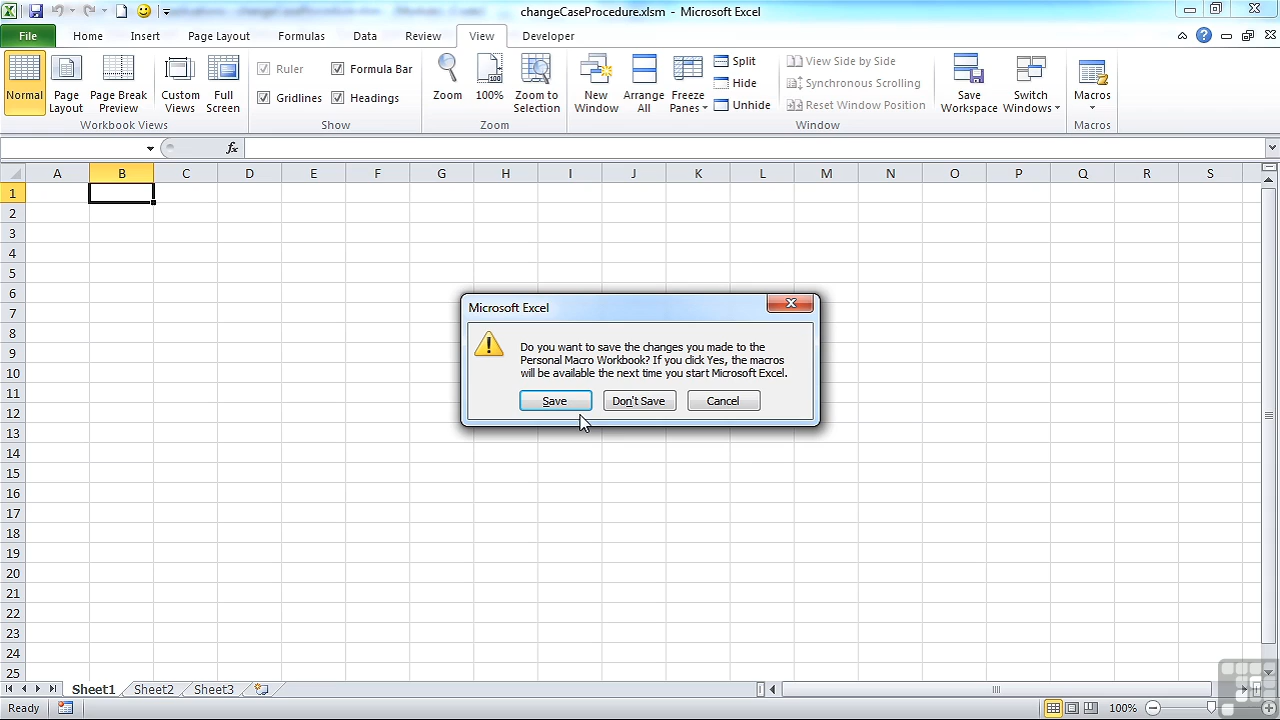 changeCaseProcedure.xlsm - Microsoft Excel
File Home Insert Page Layout Formulas Data Review View Developer
Normal
Page Layout
Page Break Preview
Custom Views
Full Screen
Workbook Views
Ruler
Formula Bar
Gridlines
Headings
Show
Zoom
100%
Zoom to Selection
Zoom
New Window
Arrange All
Freeze Panes
Split
Hide
Unhide
View Side by Side
Synchronous Scrolling
Reset Window Position
Window
Save Workspace
Switch Windows
Macros
Macros
fx
A B C D E F G H I J K L M N O P Q R S
1
2
3
4
5
6
7
8
9
10
11
12
13
14
15
16
17
18
19
20
21
22
23
24
25
Microsoft Excel
Do you want to save the changes you made to the
Personal Macro Workbook? If you click Yes, the macros
will be available the next time you start Microsoft Excel.
Save Don't Save Cancel
Sheet1 Sheet2 Sheet3
Ready 100%